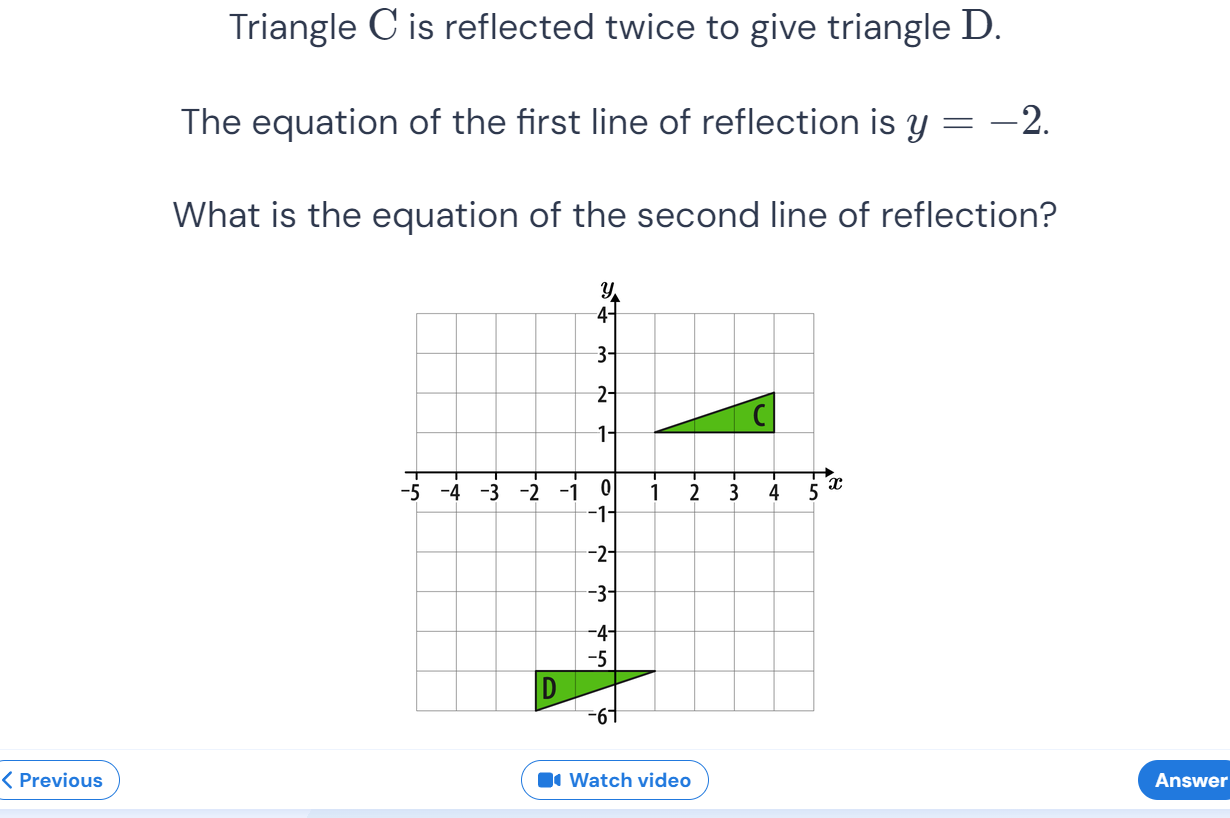 Triangle C is reflected twice to give triangle D.
The equation of the first line of reflection is y = −2.
What is the equation of the second line of reflection?
y
4
3
2
C
1
−5 −4 −3 −2 −1 0 1 2 3 4 5 x
−1
−2
−3
−4
−5
D
−6
Previous
Watch video
Answer